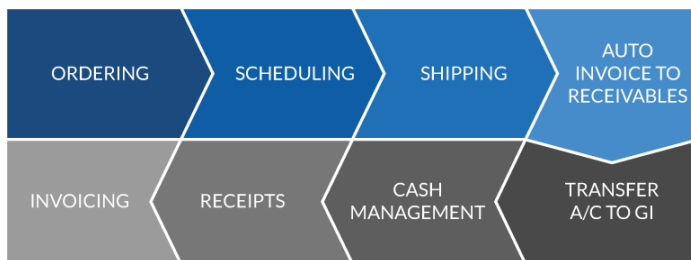 ORDERING
SCHEDULING
SHIPPING
AUTO
INVOICE TO
RECEIVABLES
INVOICING
RECEIPTS
CASH
MANAGEMENT
TRANSFER
A/C TO GI